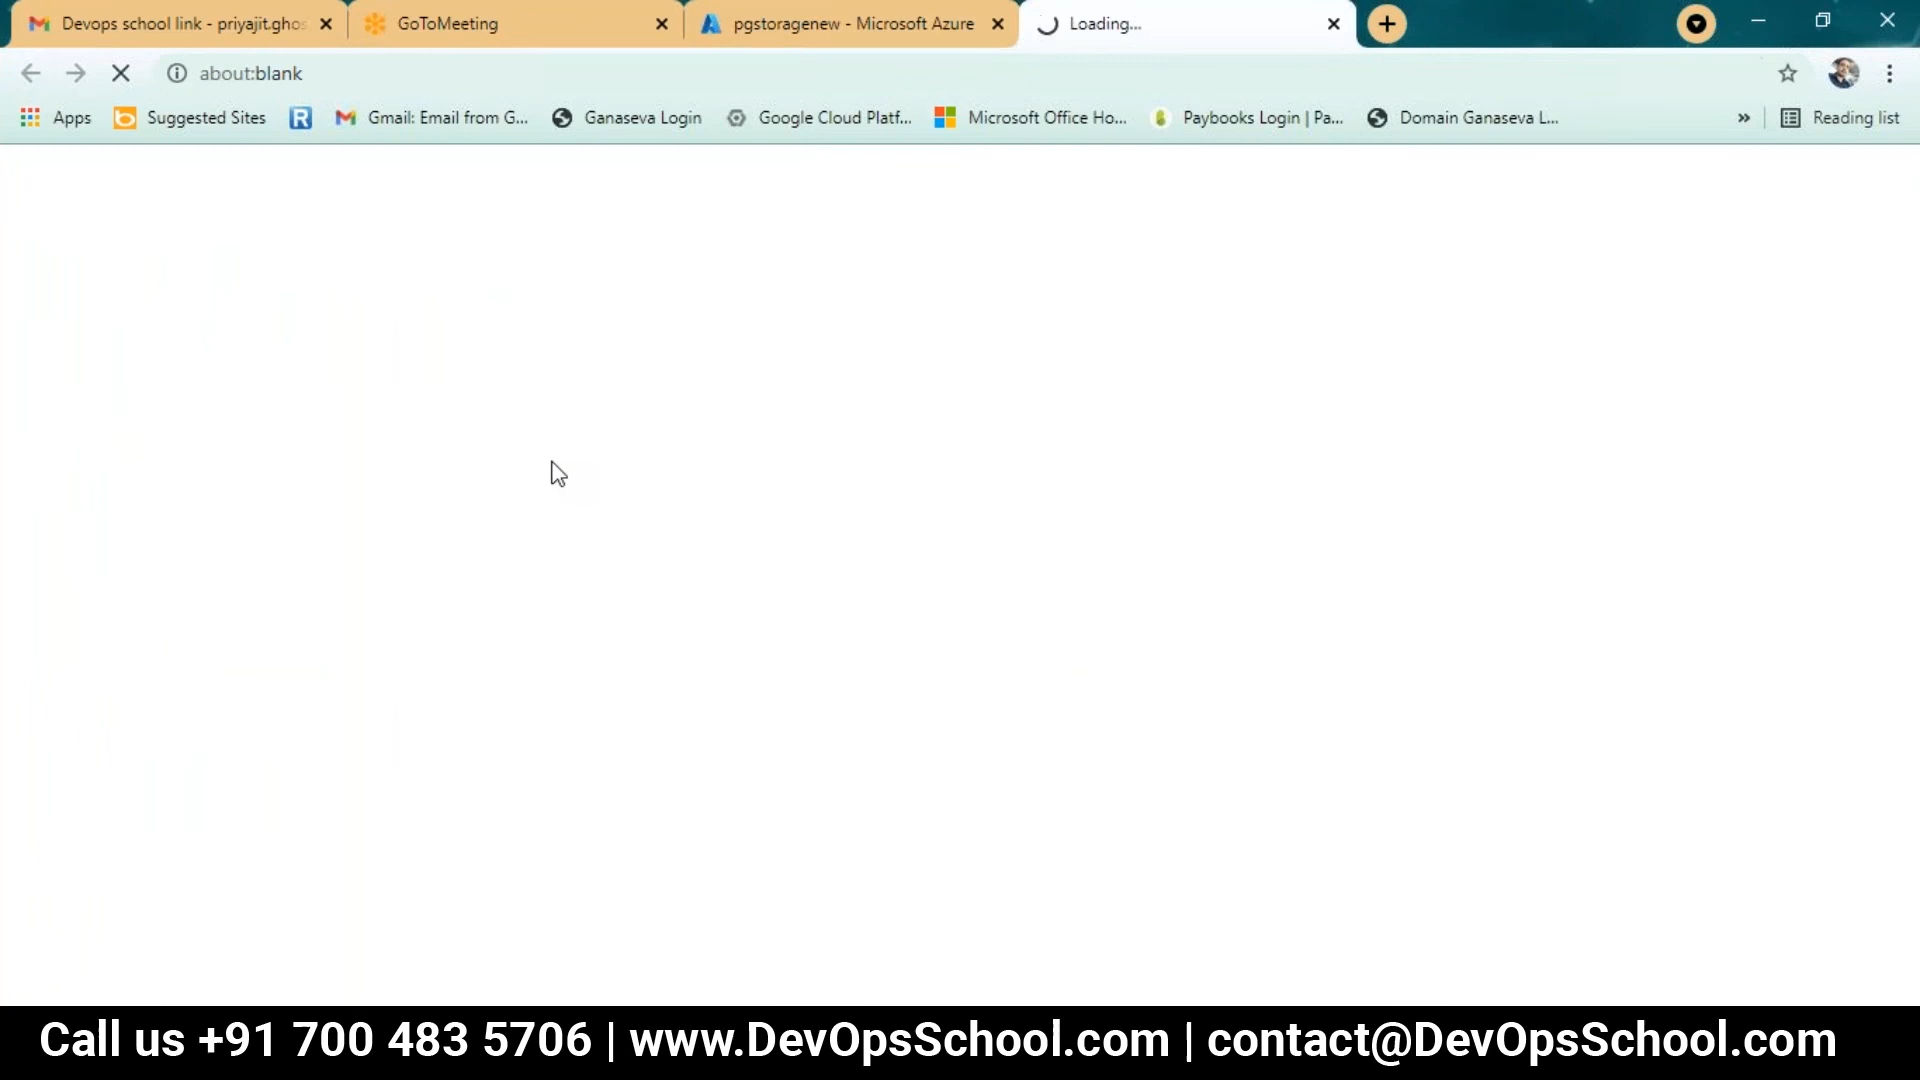 Devops school link - priyajit.ghos
GoToMeeting
pgstoragenew - Microsoft Azure
Loading...
about:blank
Apps
Suggested Sites
R
Gmail: Email from G...
Ganaseva Login
Google Cloud Platf...
Microsoft Office Ho...
Paybooks Login | Pa...
Domain Ganaseva L...
»
Reading list
Call us +91 700 483 5706 | www.DevOpsSchool.com | contact@DevOpsSchool.com